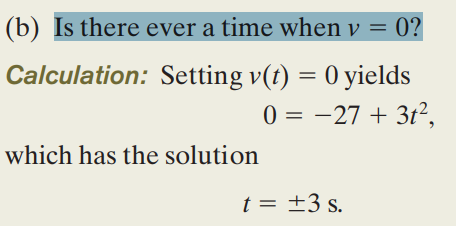 (b) Is there ever a time when v = 0?
Calculation: Setting v(t) = 0 yields
0 = −27 + 3t²,
which has the solution
t = ±3 s.